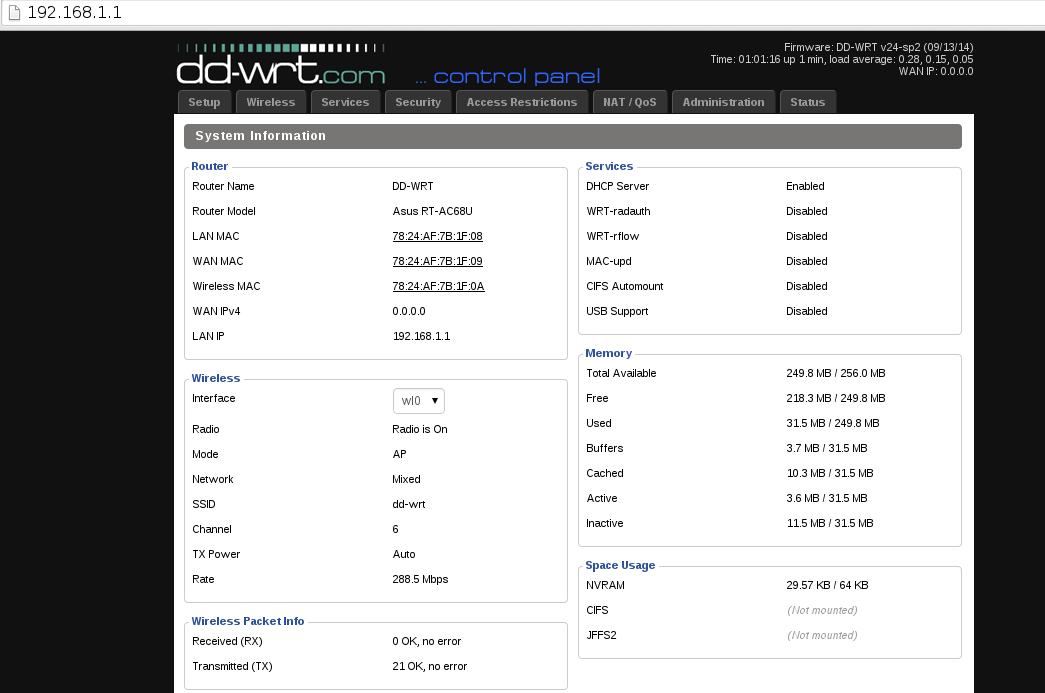 192.168.1.1
Firmware: DD-WRT v24-sp2 (09/13/14)
Time: 01:01:16 up 1 min, load average: 0.28, 0.15, 0.05
WAN IP: 0.0.0.0
dd-wrt.com ... control panel
Setup Wireless Services Security Access Restrictions NAT / QoS Administration Status
System Information
Router
Router Name DD-WRT
Router Model Asus RT-AC68U
LAN MAC 78:24:AF:7B:1F:08
WAN MAC 78:24:AF:7B:1F:09
Wireless MAC 78:24:AF:7B:1F:0A
WAN IPv4 0.0.0.0
LAN IP 192.168.1.1
Wireless
Interface wl0
Radio Radio is On
Mode AP
Network Mixed
SSID dd-wrt
Channel 6
TX Power Auto
Rate 288.5 Mbps
Wireless Packet Info
Received (RX) 0 OK, no error
Transmitted (TX) 21 OK, no error
Services
DHCP Server Enabled
WRT-radauth Disabled
WRT-rflow Disabled
MAC-upd Disabled
CIFS Automount Disabled
USB Support Disabled
Memory
Total Available 249.8 MB / 256.0 MB
Free 218.3 MB / 249.8 MB
Used 31.5 MB / 249.8 MB
Buffers 3.7 MB / 31.5 MB
Cached 10.3 MB / 31.5 MB
Active 3.6 MB / 31.5 MB
Inactive 11.5 MB / 31.5 MB
Space Usage
NVRAM 29.57 KB / 64 KB
CIFS (Not mounted)
JFFS2 (Not mounted)